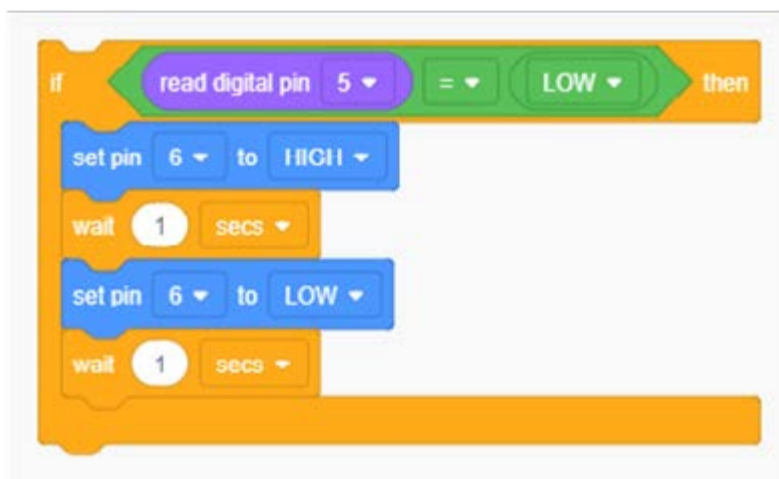 if read digital pin 5 = LOW then
set pin 6 to HIGH
wait 1 secs
set pin 6 to LOW
wait 1 secs